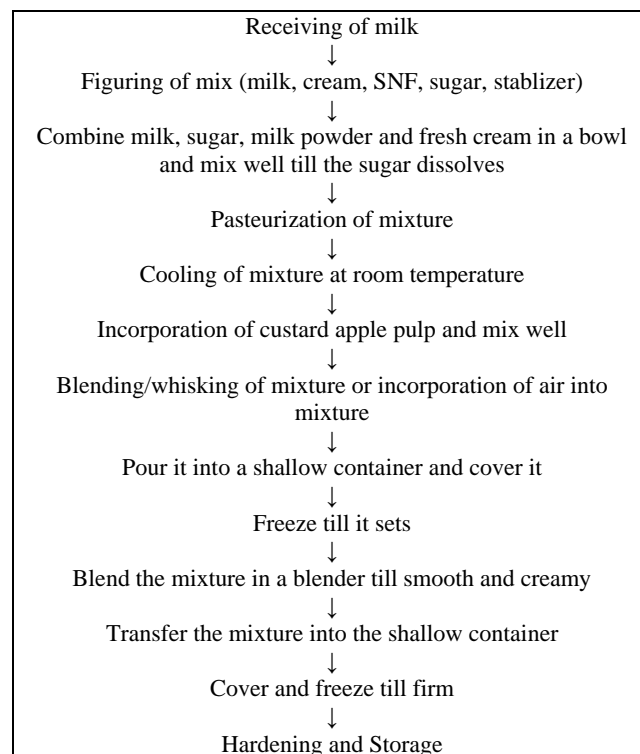 Receiving of milk
↓
Figuring of mix (milk, cream, SNF, sugar, stablizer)
↓
Combine milk, sugar, milk powder and fresh cream in a bowl
and mix well till the sugar dissolves
↓
Pasteurization of mixture
↓
Cooling of mixture at room temperature
↓
Incorporation of custard apple pulp and mix well
↓
Blending/whisking of mixture or incorporation of air into
mixture
↓
Pour it into a shallow container and cover it
↓
Freeze till it sets
↓
Blend the mixture in a blender till smooth and creamy
↓
Transfer the mixture into the shallow container
↓
Cover and freeze till firm
↓
Hardening and Storage